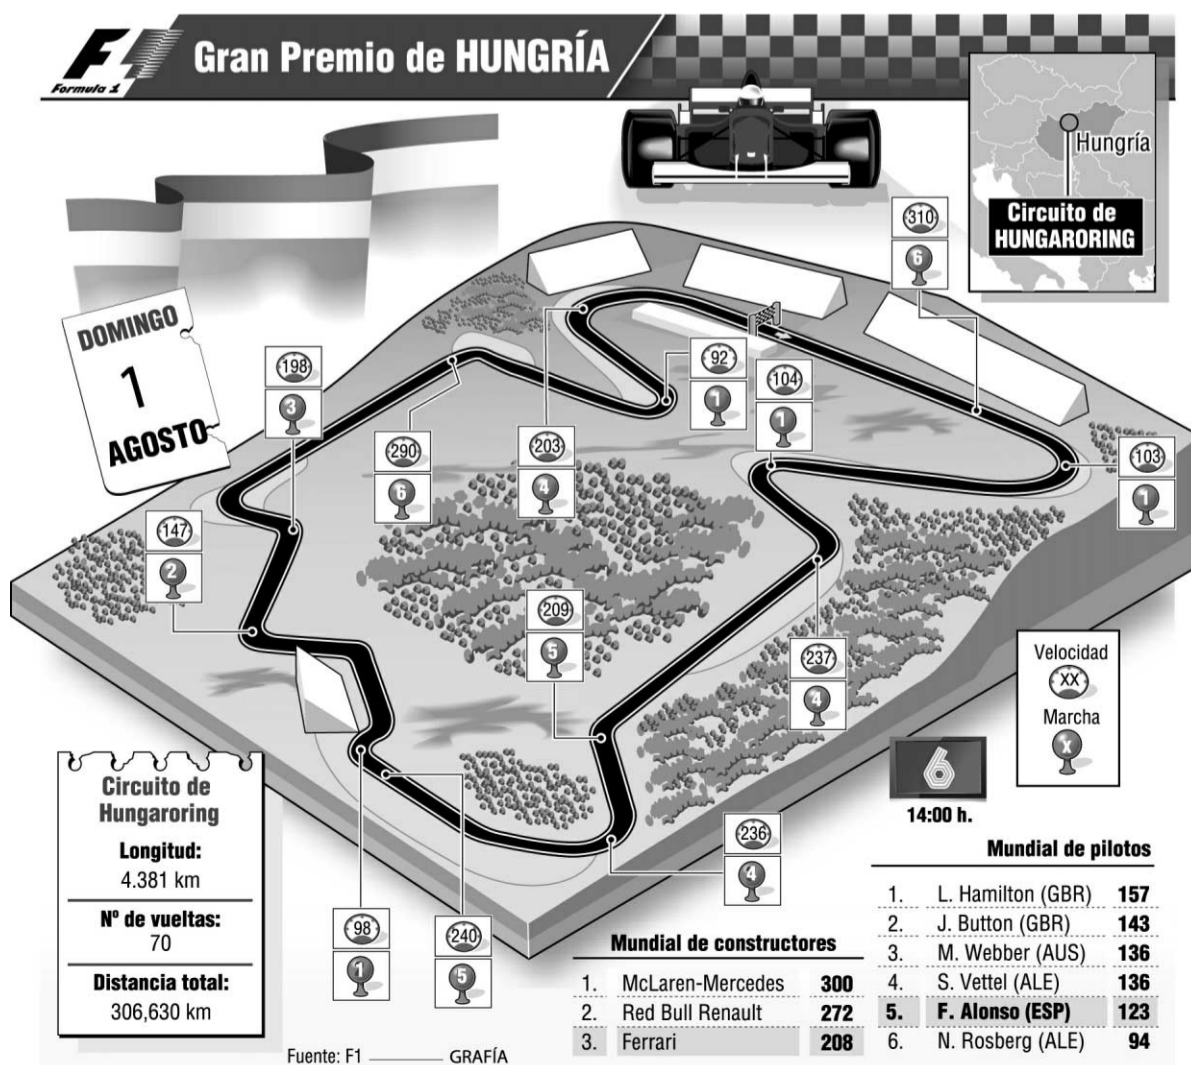 Formula 1
Gran Premio de HUNGRÍA
Hungría
Circuito de
HUNGARORING
DOMINGO
1
AGOSTO
310
6
198
3
92
1
104
1
290
6
203
4
103
1
147
2
209
5
237
4
Velocidad
XX
Marcha
X
6
14:00 h.
236
4
98
1
240
5
Circuito de
Hungaroring
Longitud:
4.381 km
Nº de vueltas:
70
Distancia total:
306,630 km
Mundial de constructores
1. McLaren-Mercedes 300
2. Red Bull Renault 272
3. Ferrari 208
Mundial de pilotos
1. L. Hamilton (GBR) 157
2. J. Button (GBR) 143
3. M. Webber (AUS) 136
4. S. Vettel (ALE) 136
5. F. Alonso (ESP) 123
6. N. Rosberg (ALE) 94
Fuente: F1 GRAFÍA